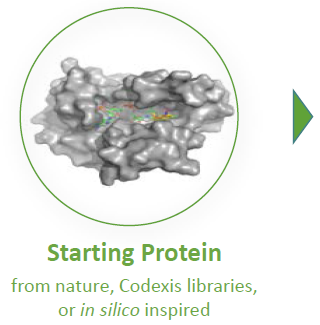 Starting Protein
from nature, Codexis libraries,
or in silico inspired